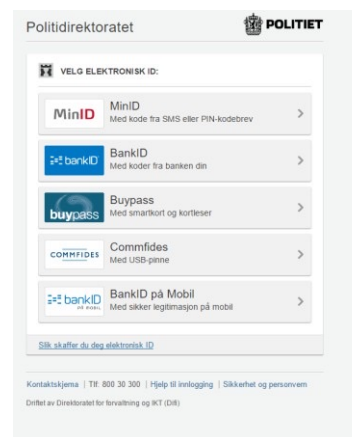 Politidirektoratet
POLITIET
VELG ELEKTRONISK ID:
MinID
MinID
Med kode fra SMS eller PIN-kodebrev
bankID
BankID
Med koder fra banken din
buypass
Buypass
Med smartkort og kortleser
COMMFIDES
Commfides
Med USB-pinne
bankID
PÅ MOBIL
BankID på Mobil
Med sikker legitimasjon på mobil
Slik skaffer du deg elektronisk ID
Kontaktskjema | Tlf: 800 30 300 | Hjelp til innlogging | Sikkerhet og personvern
Driftet av Direktoratet for forvaltning og IKT (Difi)